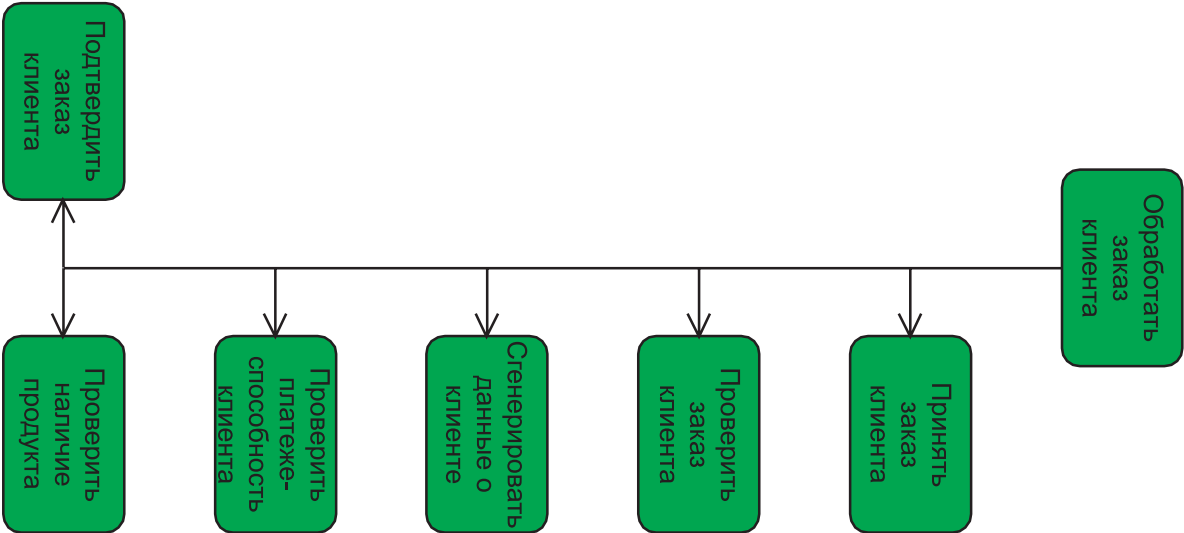 Обработать
заказ
клиента
Принять
заказ
клиента
Проверить
заказ
клиента
Сгенерировать
данные о
клиенте
Проверить
платеже-
способность
клиента
Проверить
наличие
продукта
Подтвердить
заказ
клиента